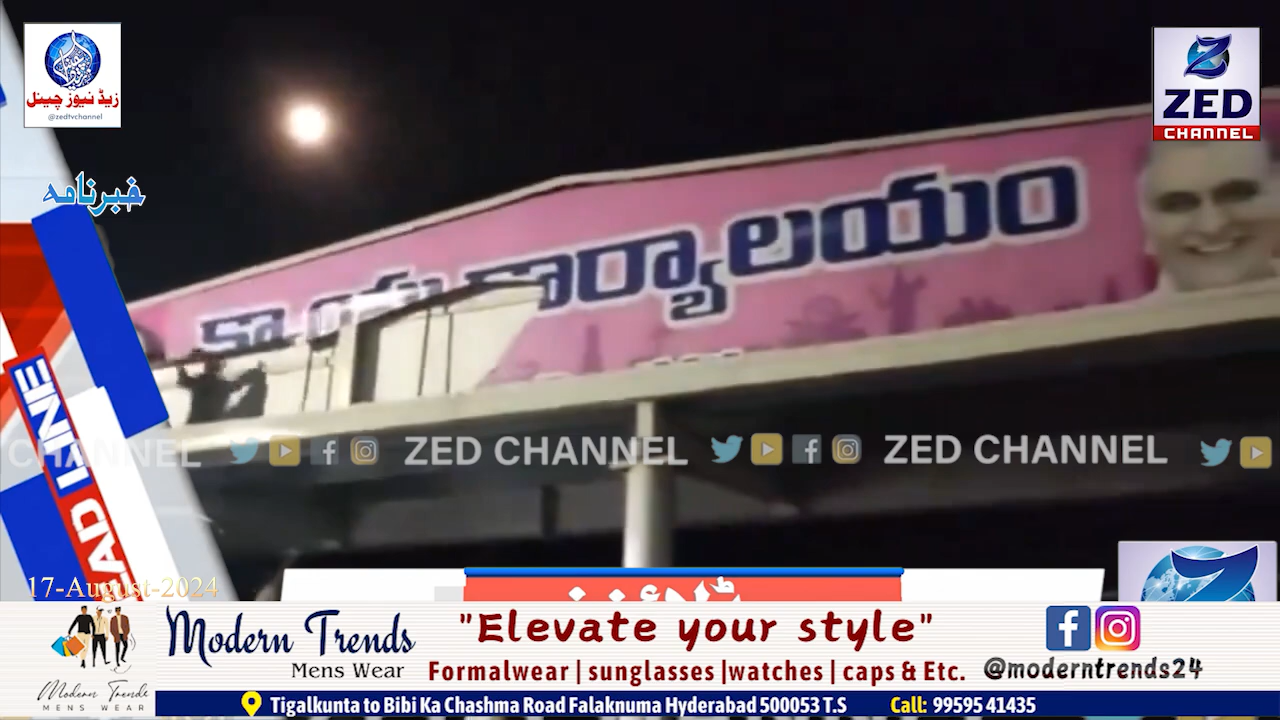 زیڈ نیوز چینل
@zedtvchannel
ZED
CHANNEL
خبرنامہ
కార్యాలయం
ZED CHANNEL
ZED CHANNEL
17-August-2024
Modern Trends
Mens Wear
"Elevate your style"
Formalwear | sunglasses |watches | caps & Etc.
@moderntrends24
Modern Trends
MENS WEAR
Tigalkunta to Bibi Ka Chashma Road Falaknuma Hyderabad 500053 T.S
Call: 99595 41435